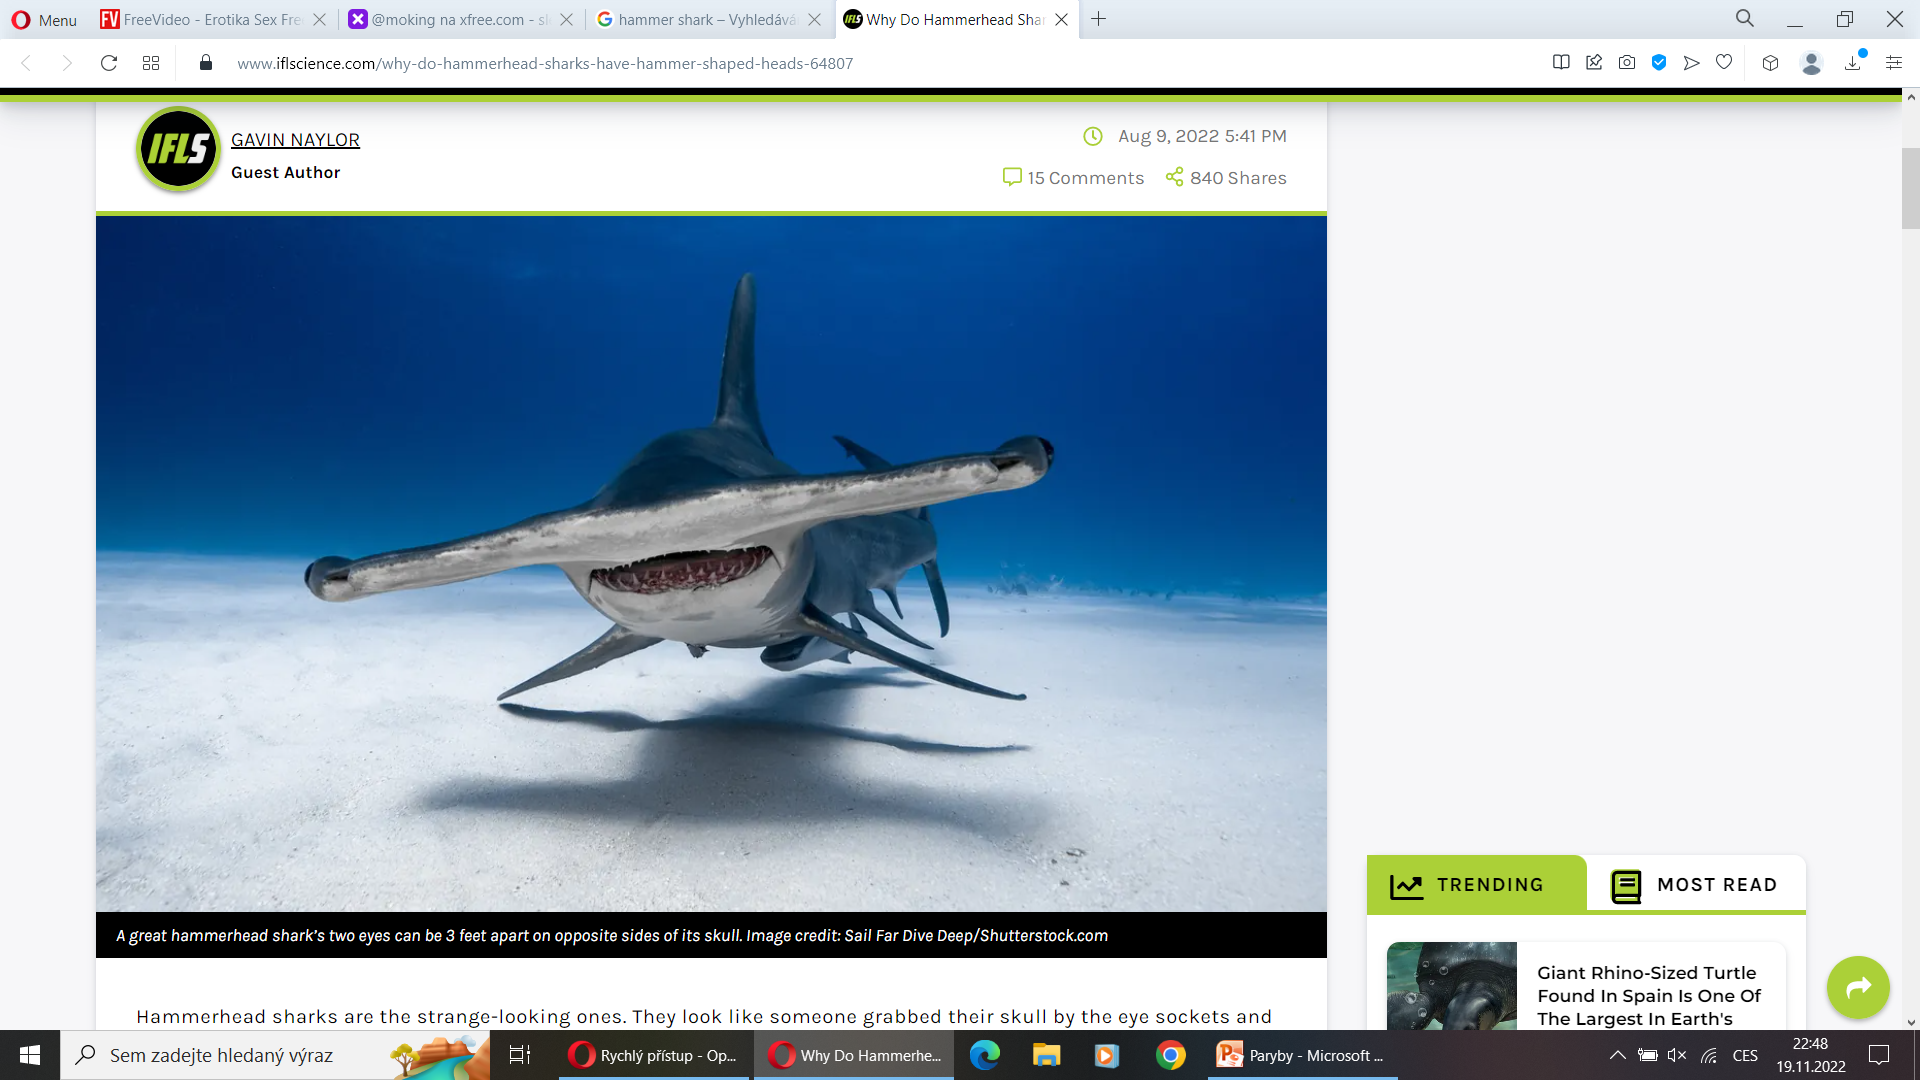 Menu
FreeVideo - Erotika Sex Fre
@moking na xfree.com - sl
hammer shark – Vyhledává
Why Do Hammerhead Shar
www.iflscience.com/why-do-hammerhead-sharks-have-hammer-shaped-heads-64807
IFLS
GAVIN NAYLOR
Guest Author
Aug 9, 2022 5:41 PM
15 Comments
840 Shares
A great hammerhead shark’s two eyes can be 3 feet apart on opposite sides of its skull. Image credit: Sail Far Dive Deep/Shutterstock.com
Hammerhead sharks are the strange-looking ones. They look like someone grabbed their skull by the eye sockets and
TRENDING
MOST READ
Giant Rhino-Sized Turtle
Found In Spain Is One Of
The Largest In Earth's
Sem zadejte hledaný výraz
Rychlý přístup - Op...
Why Do Hammerhe...
Paryby - Microsoft ...
CES
22:48
19.11.2022